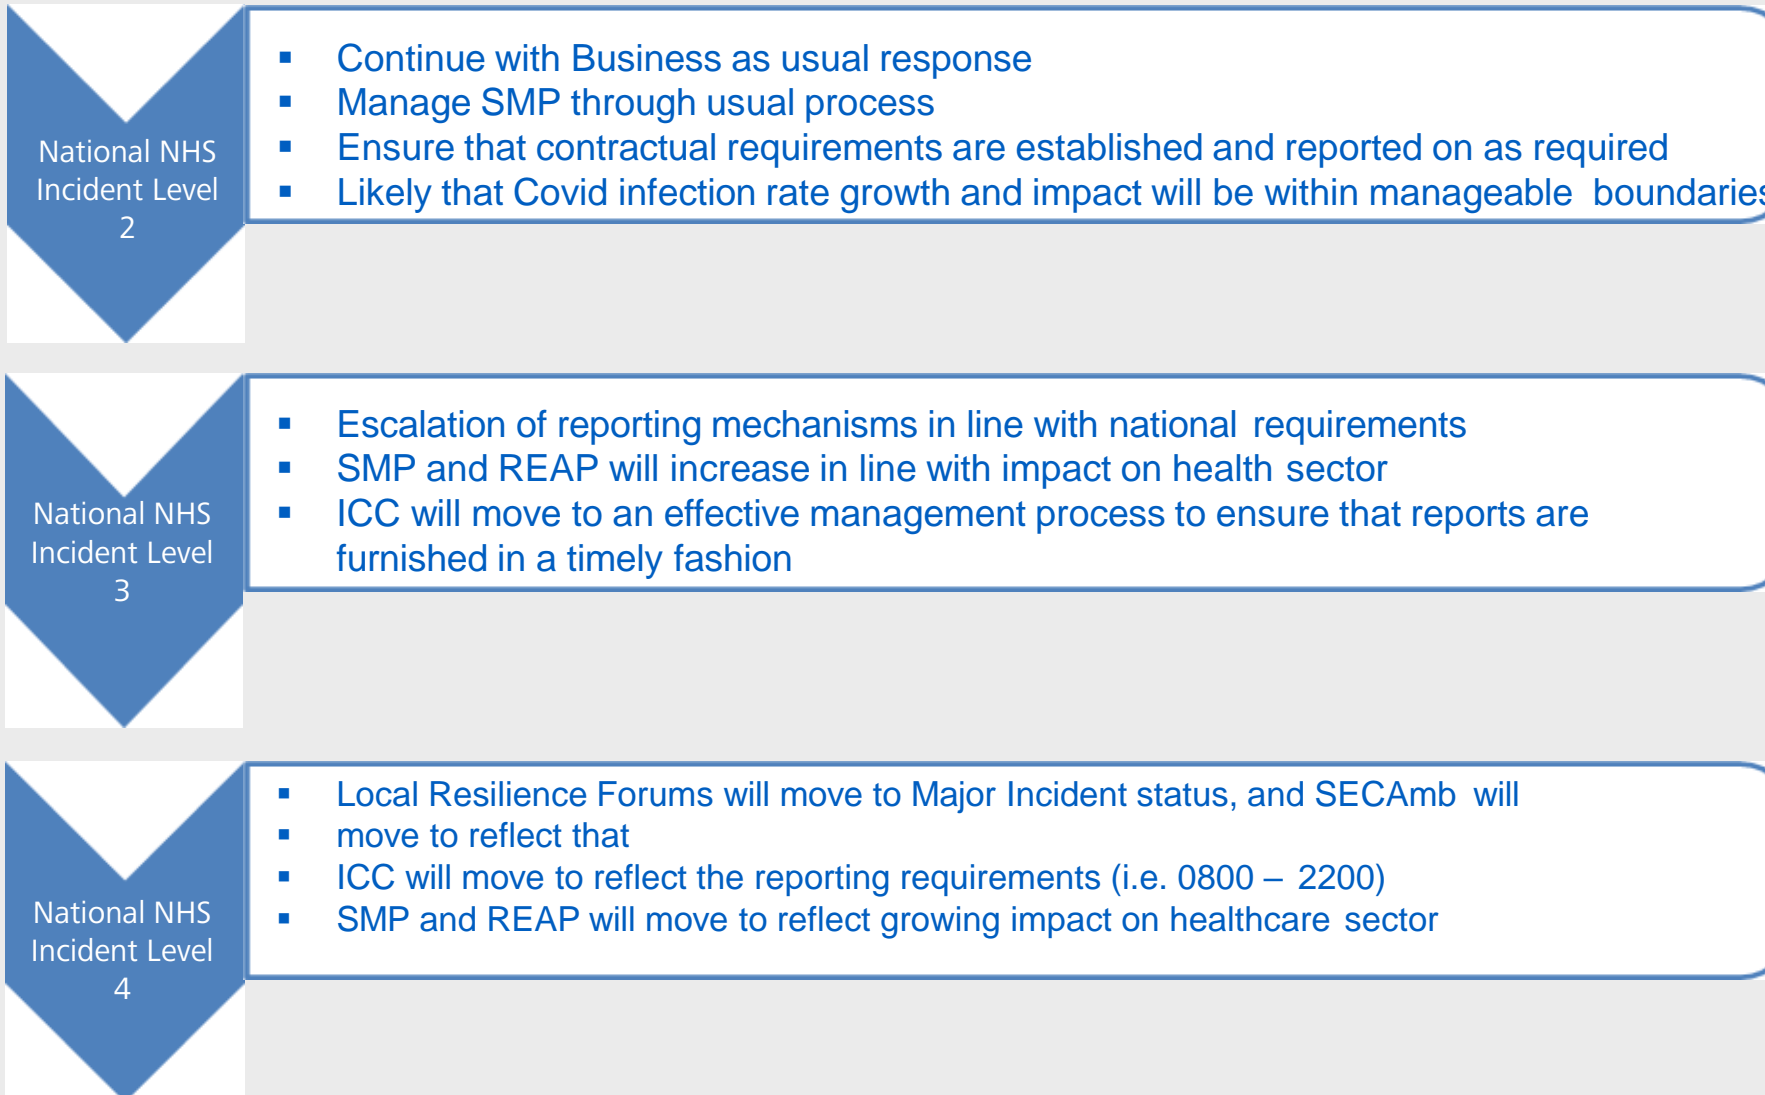 National NHS
Incident Level
2
▪ Continue with Business as usual response
▪ Manage SMP through usual process
▪ Ensure that contractual requirements are established and reported on as required
▪ Likely that Covid infection rate growth and impact will be within manageable boundaries
National NHS
Incident Level
3
▪ Escalation of reporting mechanisms in line with national requirements
▪ SMP and REAP will increase in line with impact on health sector
▪ ICC will move to an effective management process to ensure that reports are
furnished in a timely fashion
National NHS
Incident Level
4
▪ Local Resilience Forums will move to Major Incident status, and SECAmb will
▪ move to reflect that
▪ ICC will move to reflect the reporting requirements (i.e. 0800 – 2200)
▪ SMP and REAP will move to reflect growing impact on healthcare sector